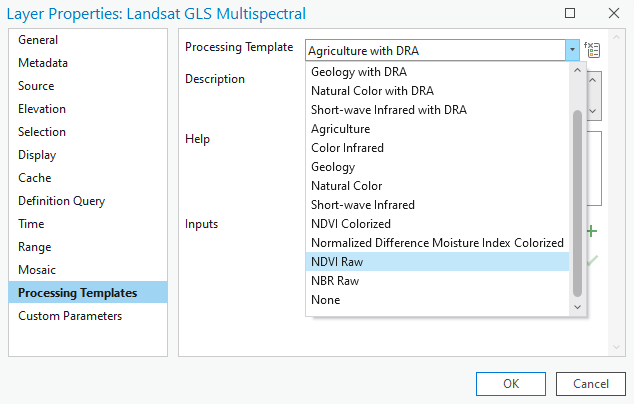 Layer Properties: Landsat GLS Multispectral
General
Metadata
Source
Elevation
Selection
Display
Cache
Definition Query
Time
Range
Mosaic
Processing Templates
Custom Parameters
Processing Template
Agriculture with DRA
Description
Help
Inputs
Geology with DRA
Natural Color with DRA
Short-wave Infrared with DRA
Agriculture
Color Infrared
Geology
Natural Color
Short-wave Infrared
NDVI Colorized
Normalized Difference Moisture Index Colorized
NDVI Raw
NBR Raw
None
OK
Cancel